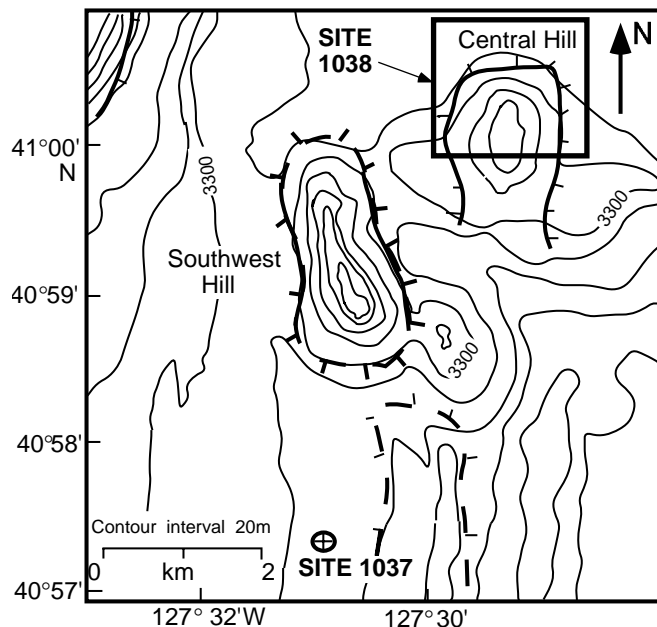 SITE
1038
Central Hill
N
41°00'
N
3300
3300
Southwest
Hill
40°59'
3300
40°58'
Contour interval 20m
0 km 2
SITE 1037
40°57'
127° 32'W
127°30'